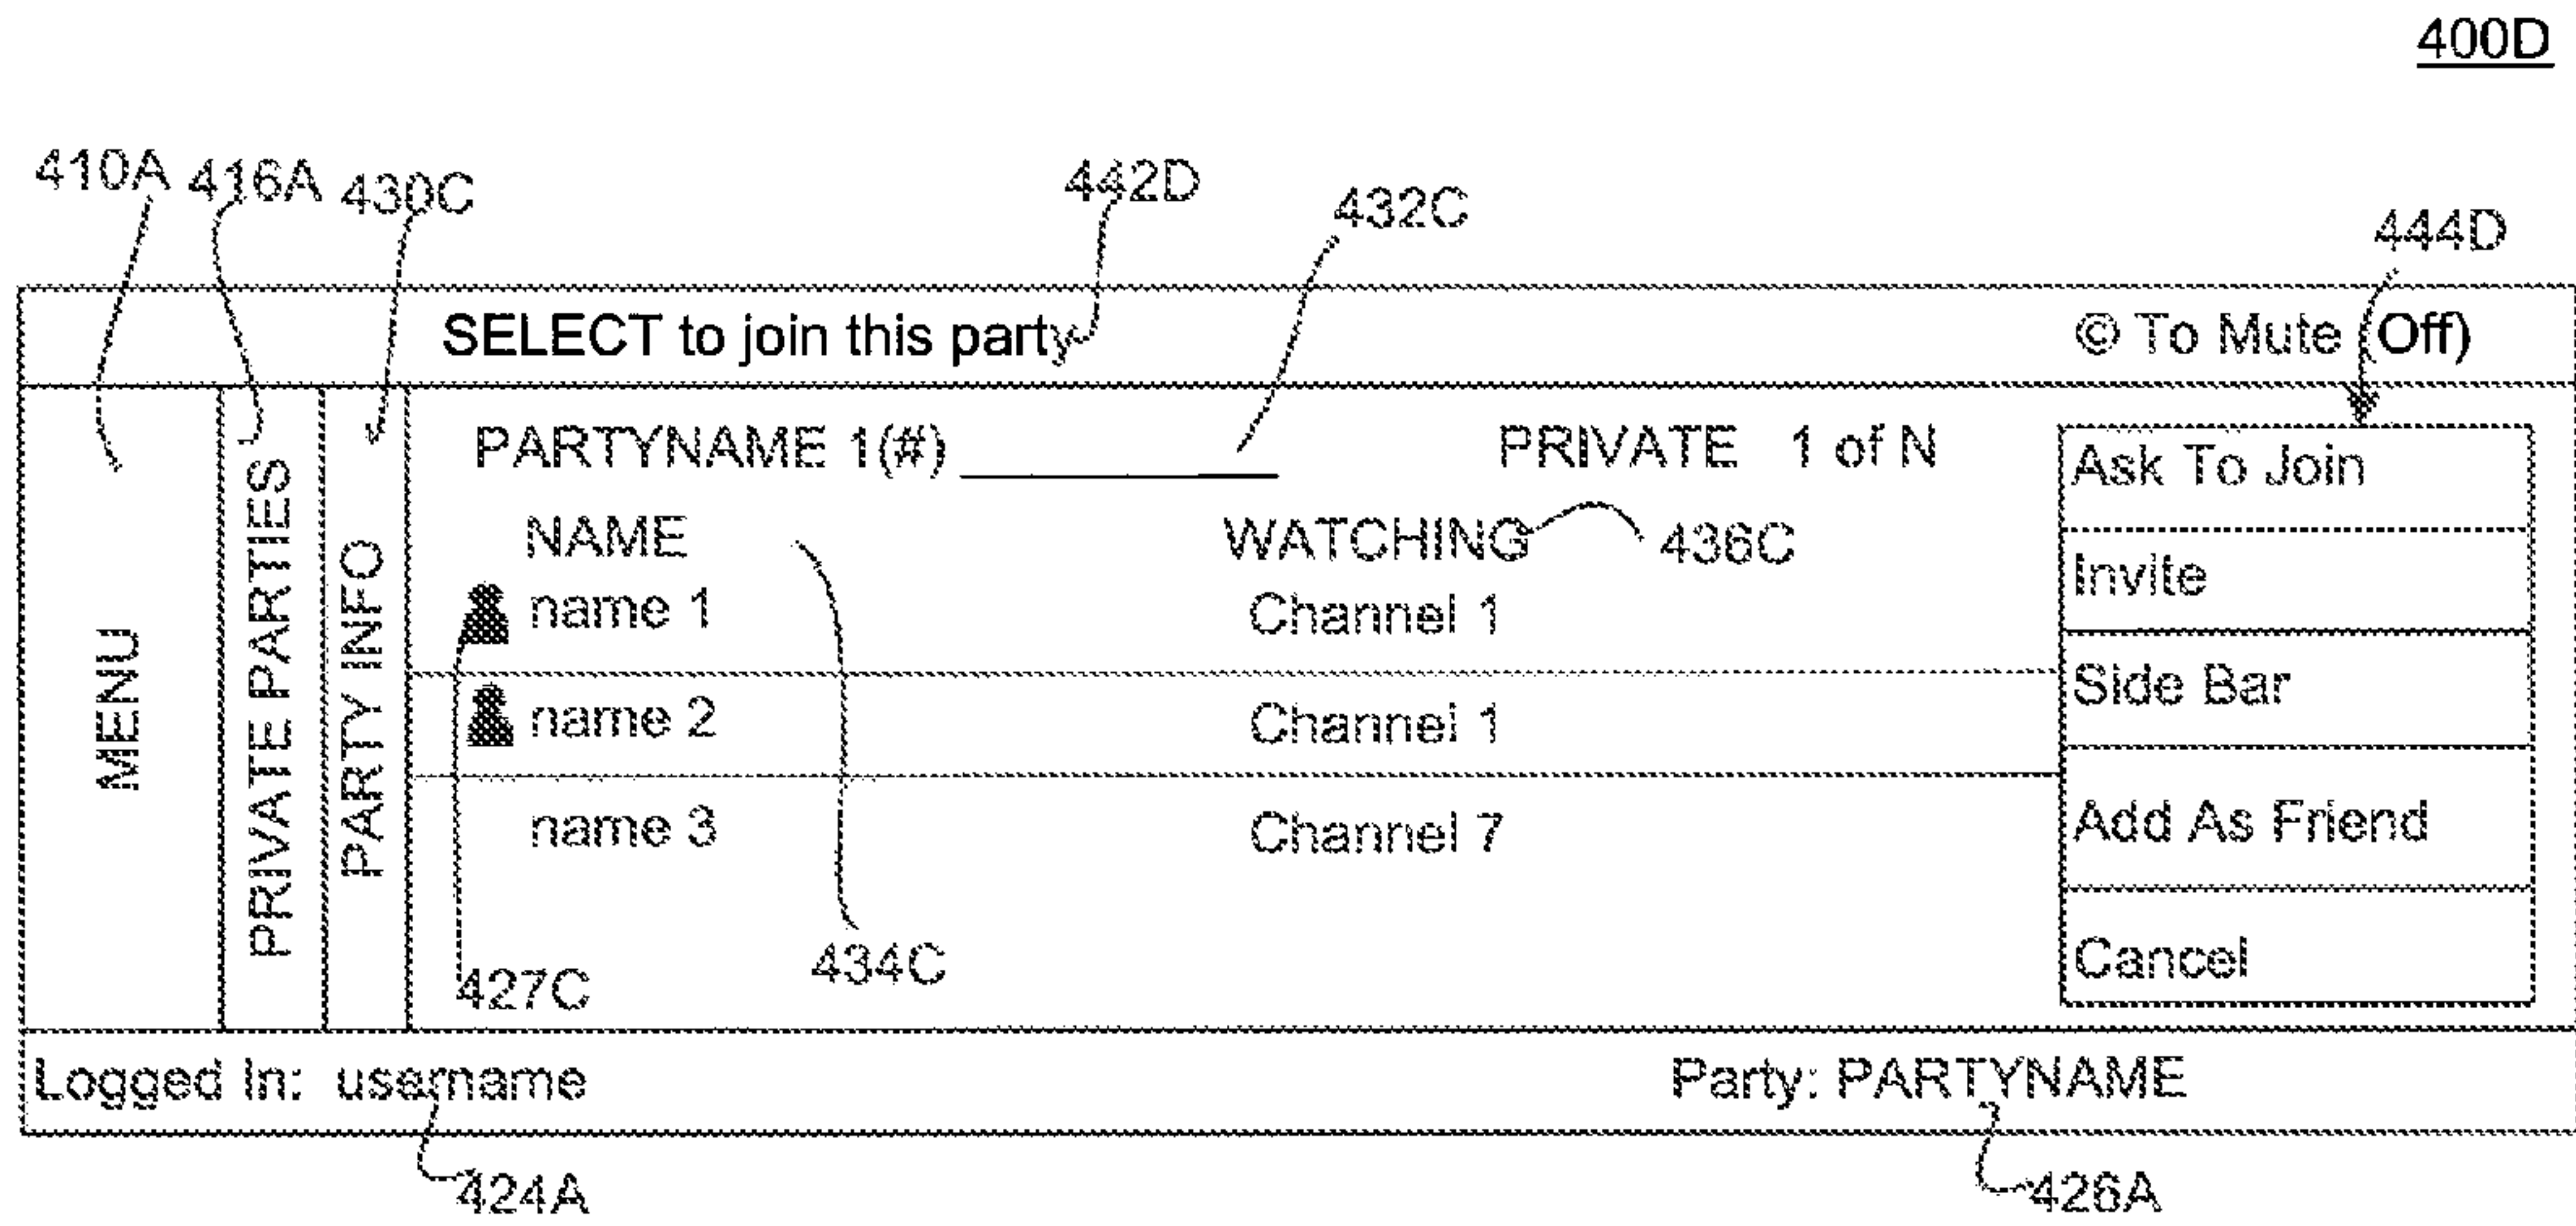 400D
410A 416A 430C 442D 432C 444D
SELECT to join this party © To Mute (Off)
MENU
PRIVATE PARTIES
PARTY INFO
PARTYNAME 1(#) PRIVATE 1 of N
NAME WATCHING 436C
name 1 Channel 1
name 2 Channel 1
name 3 Channel 7
Ask To Join
Invite
Side Bar
Add As Friend
Cancel
427C 434C
Logged In: username Party: PARTYNAME
424A 426A